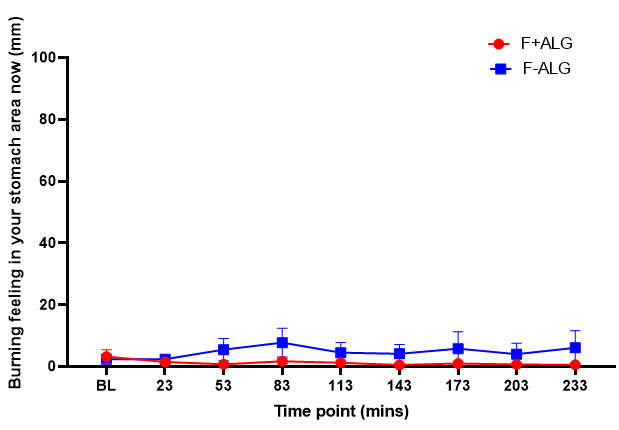 Burning feeling in your stomach area now (mm)
F+ALG
F-ALG
100
80
60
40
20
0
BL 23 53 83 113 143 173 203 233
Time point (mins)